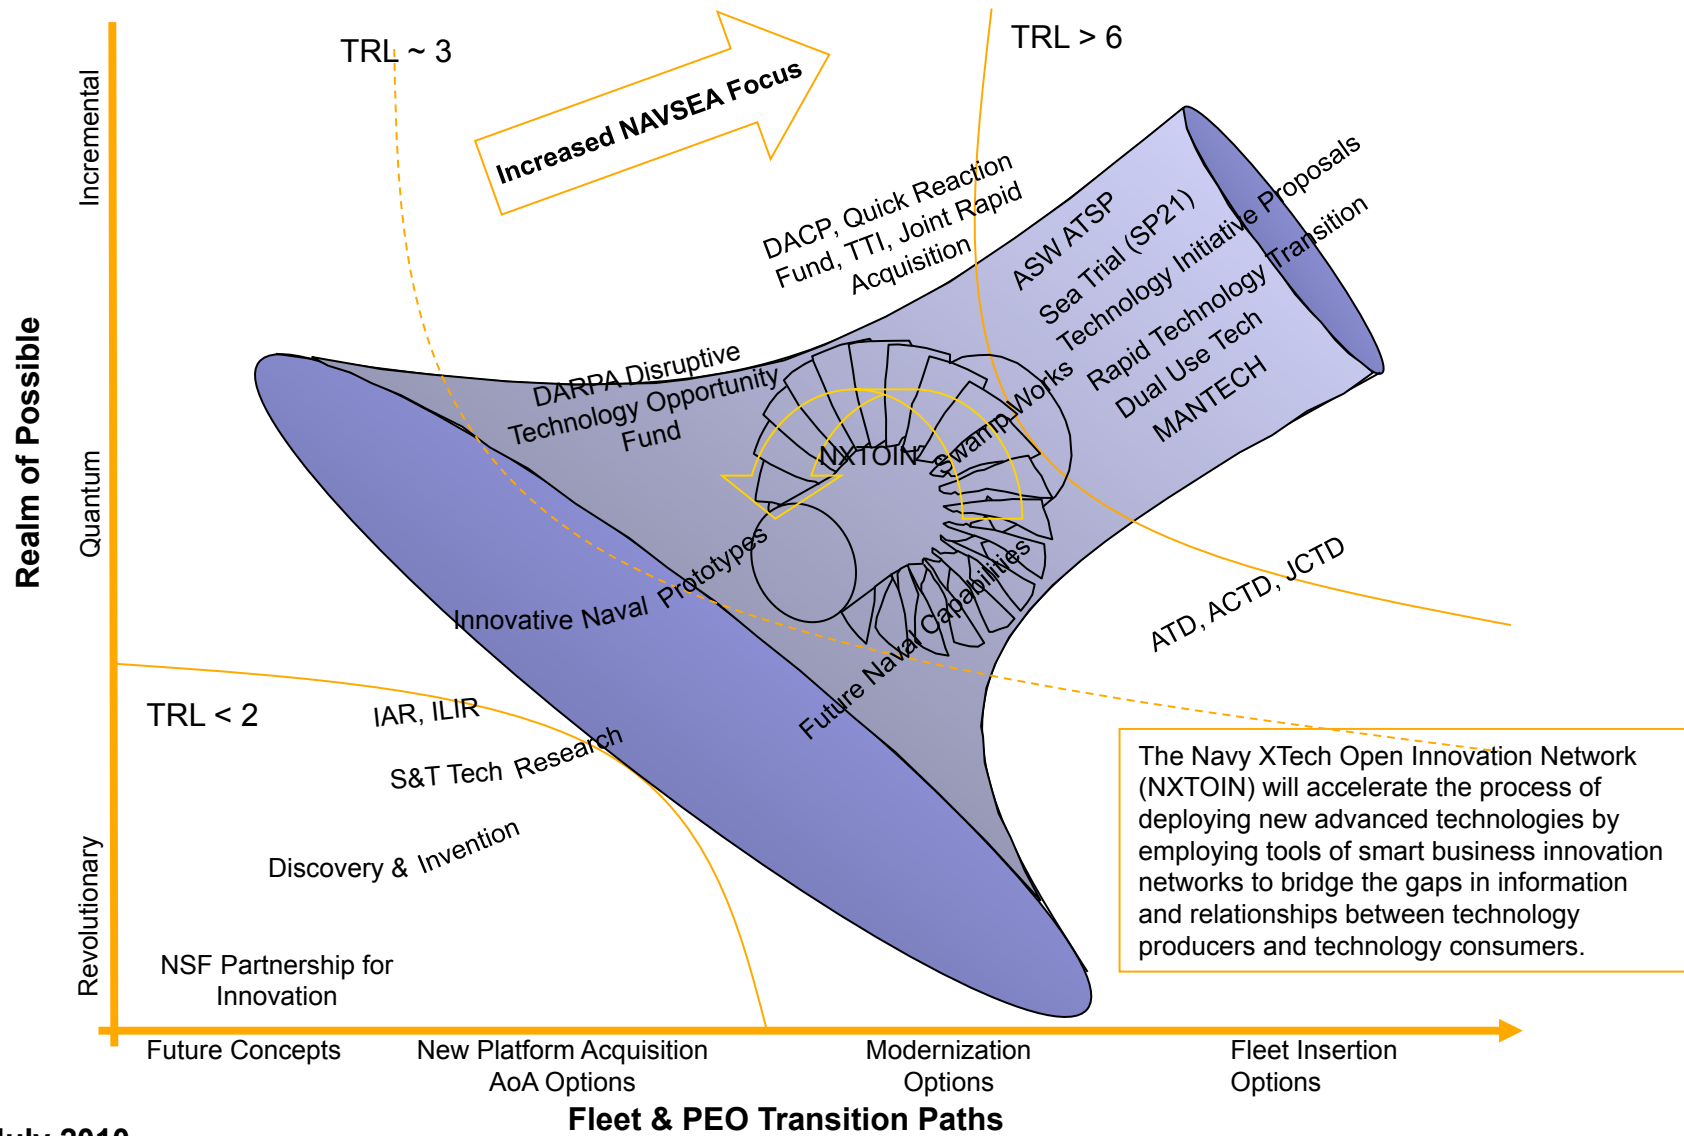 TRL ~ 3
TRL > 6
Increased NAVSEA Focus
Incremental
Quantum
Revolutionary
Realm of Possible
DACP, Quick Reaction
Fund, TTI, Joint Rapid
Acquisition
ASW ATSP
Sea Trial (SP21)
Technology Initiative Proposals
Rapid Technology Transition
Dual Use Tech
MANTECH
DARPA Disruptive
Technology Opportunity
Fund
NXTOIN
Swamp Works
Innovative Naval Prototypes
Future Naval Capabilities
ATD, ACTD, JCTD
TRL < 2
IAR, ILIR
S&T Tech Research
Discovery & Invention
NSF Partnership for
Innovation
The Navy XTech Open Innovation Network
(NXTOIN) will accelerate the process of
deploying new advanced technologies by
employing tools of smart business innovation
networks to bridge the gaps in information
and relationships between technology
producers and technology consumers.
Future Concepts
New Platform Acquisition
AoA Options
Modernization
Options
Fleet Insertion
Options
Fleet & PEO Transition Paths
July 2010